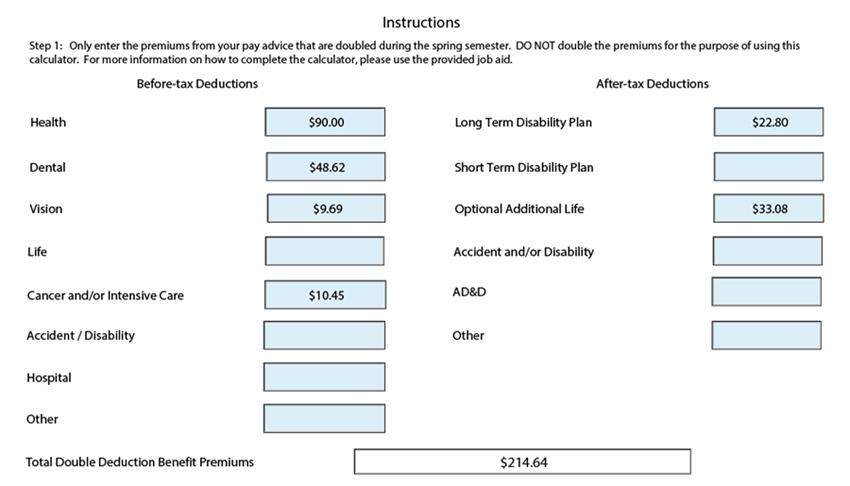 Instructions
Step 1: Only enter the premiums from your pay advice that are doubled during the spring semester. DO NOT double the premiums for the purpose of using this
calculator. For more information on how to complete the calculator, please use the provided job aid.
Before-tax Deductions After-tax Deductions
Health $90.00 Long Term Disability Plan $22.80
Dental $48.62 Short Term Disability Plan
Vision $9.69 Optional Additional Life $33.08
Life Accident and/or Disability
Cancer and/or Intensive Care $10.45 AD&D
Accident / Disability Other
Hospital
Other
Total Double Deduction Benefit Premiums $214.64